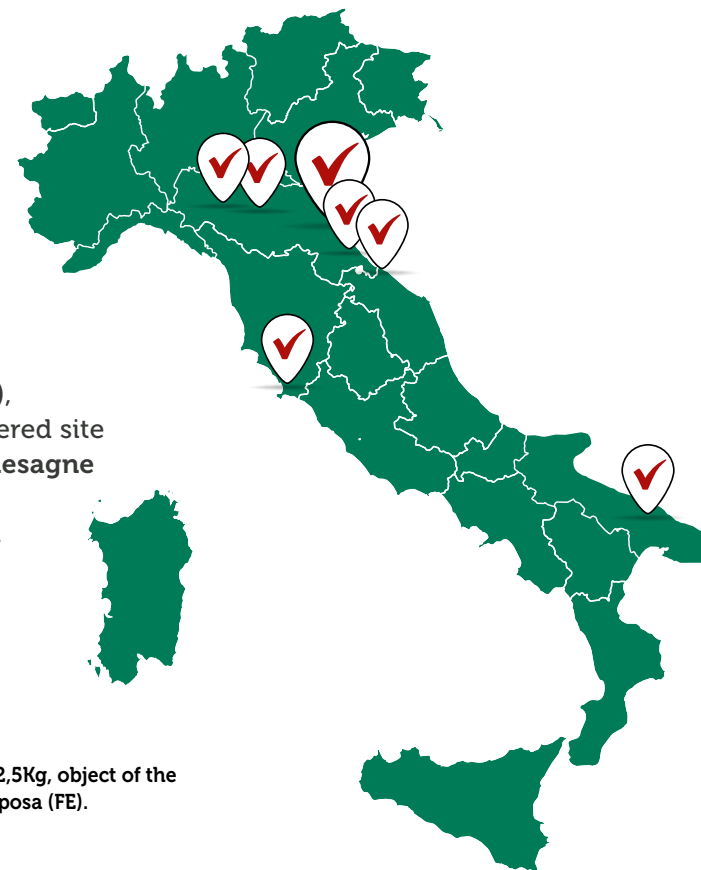 ),
ered site
esagne
2,5Kg, object of the
posa (FE).